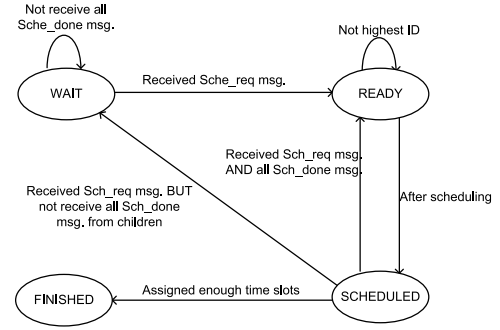 Not receive all
Sche_done msg.
Not highest ID
WAIT
Received Sche_req msg.
READY
Received Sch_req msg.
AND all Sch_done msg.
After scheduling
Received Sch_req msg. BUT
not receive all Sch_done
msg. from children
FINISHED
Assigned enough time slots
SCHEDULED